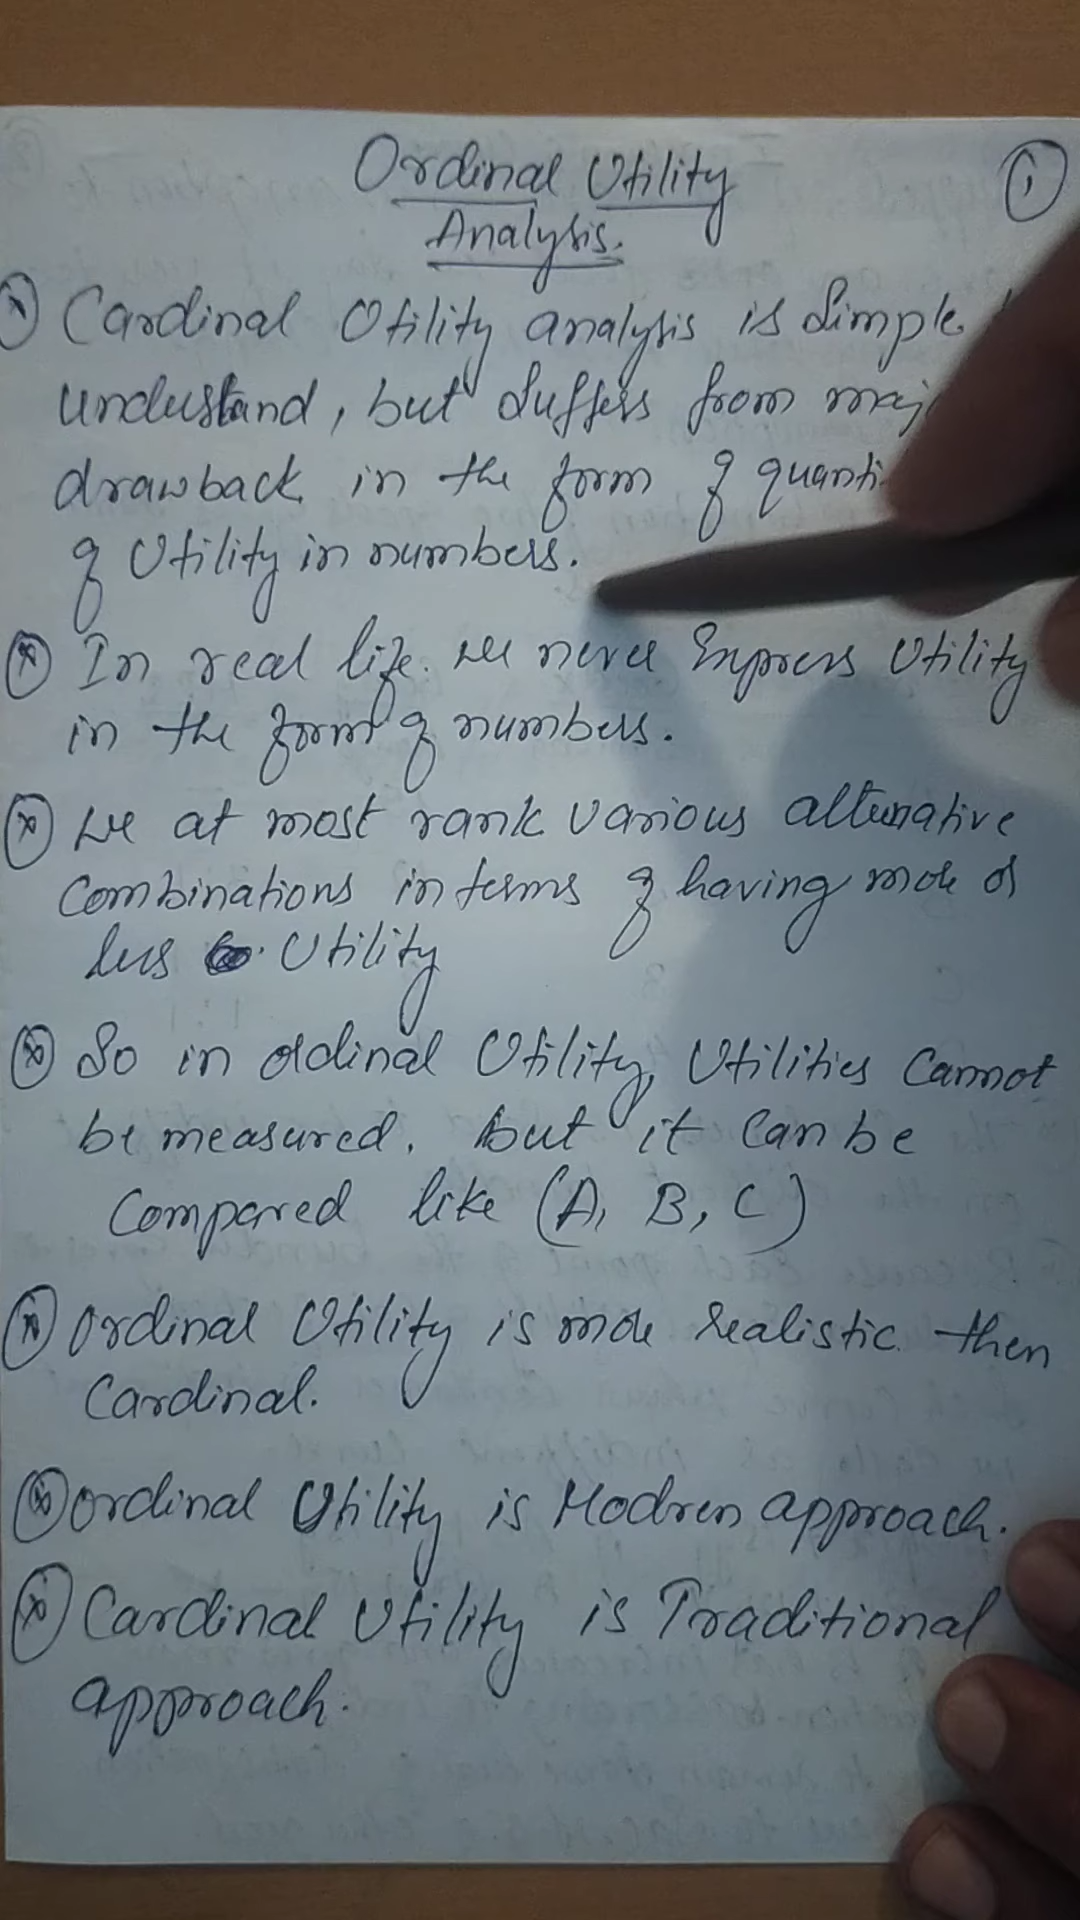 Ordinal Utility
Analysis.
1
Cardinal Utility analysis is Simple
understand, but Suffers from maj
drawback in the form of quanti
of Utility in numbers.
In real life. we never Express Utility
in the form of numbers.
We at most rank various alternative
Combinations in terms of having more or
less Utility
So in ordinal Utility, Utilities Cannot
be measured, but it Can be
Compared like (A, B, C)
Ordinal Utility is more realistic then
Cardinal.
Ordinal Utility is Modren approach.
Cardinal Utility is Traditional
approach.